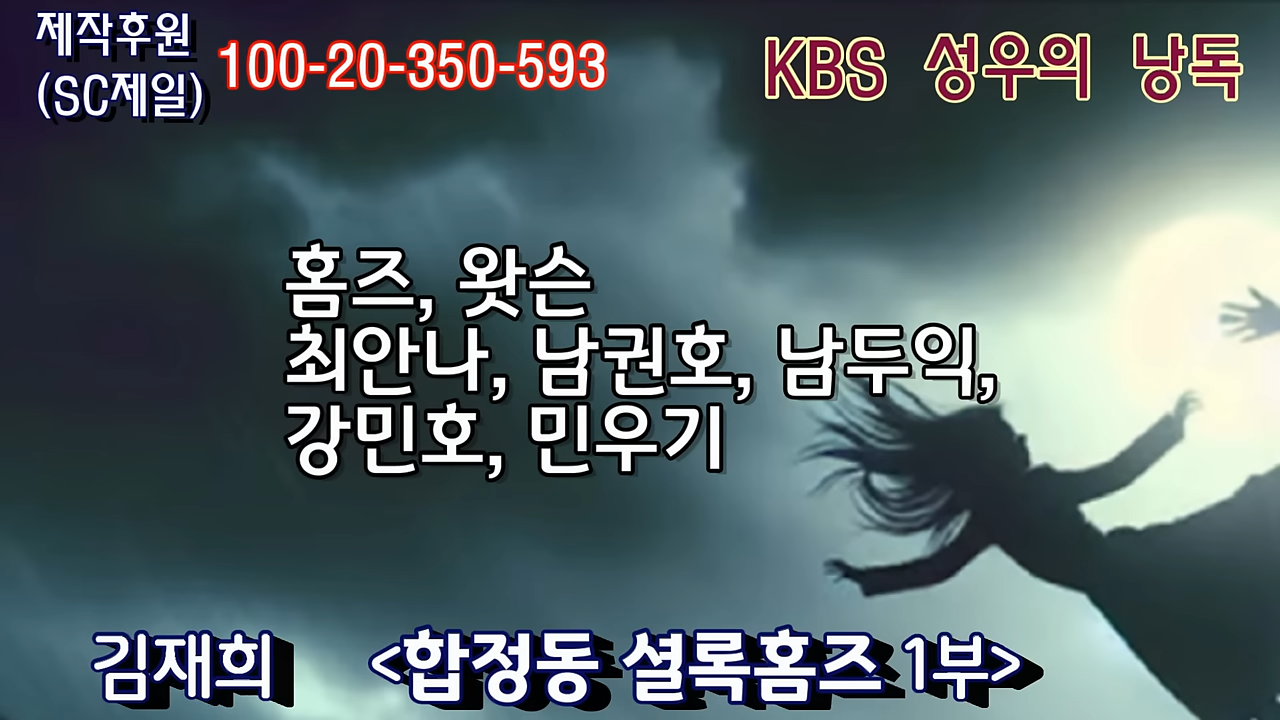 제작후원
(SC제일)
100-20-350-593
KBS 성우의 낭독
홈즈, 왓슨
최안나, 남권호, 남두익,
강민호, 민우기
김재희 <합정동 셜록홈즈 1부>